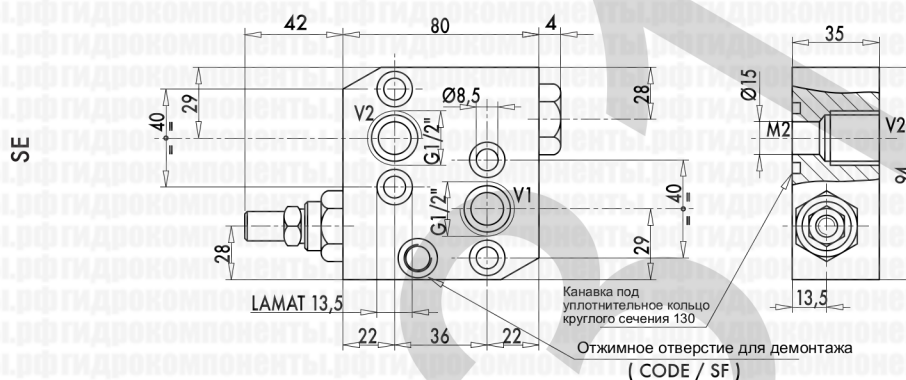 42
80
4
35
SE
40
29
= =
V2
Ø8,5
G1/2"
28
Ø15
M2
V2
V1
G1/2"
40
= =
29
28
LAMAT 13,5
22
36
22
13,5
Канавка под
уплотнительное кольцо
круглого сечения 130
Отжимное отверстие для демонтажа
( CODE / SF )